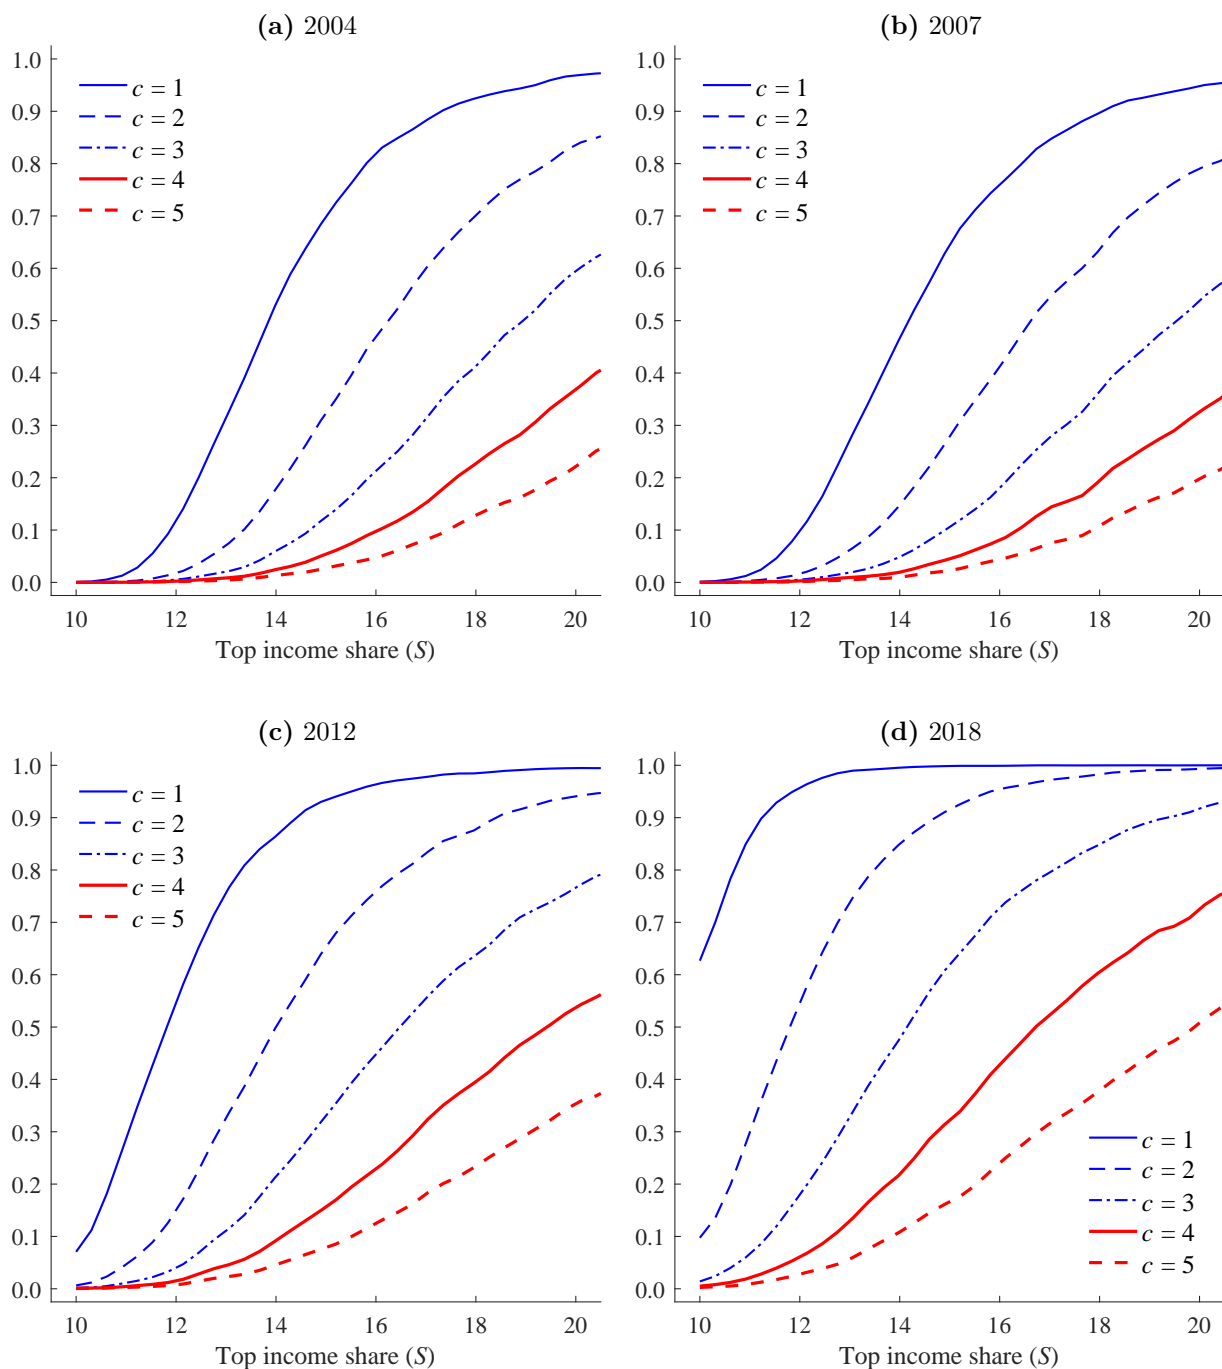 (a) 2004
1.0
0.9
0.8
0.7
0.6
0.5
0.4
0.3
0.2
0.1
0.0
c = 1
c = 2
c = 3
c = 4
c = 5
10 12 14 16 18 20
Top income share (S)
(b) 2007
1.0
0.9
0.8
0.7
0.6
0.5
0.4
0.3
0.2
0.1
0.0
c = 1
c = 2
c = 3
c = 4
c = 5
10 12 14 16 18 20
Top income share (S)
(c) 2012
1.0
0.9
0.8
0.7
0.6
0.5
0.4
0.3
0.2
0.1
0.0
c = 1
c = 2
c = 3
c = 4
c = 5
10 12 14 16 18 20
Top income share (S)
(d) 2018
1.0
0.9
0.8
0.7
0.6
0.5
0.4
0.3
0.2
0.1
0.0
c = 1
c = 2
c = 3
c = 4
c = 5
10 12 14 16 18 20
Top income share (S)